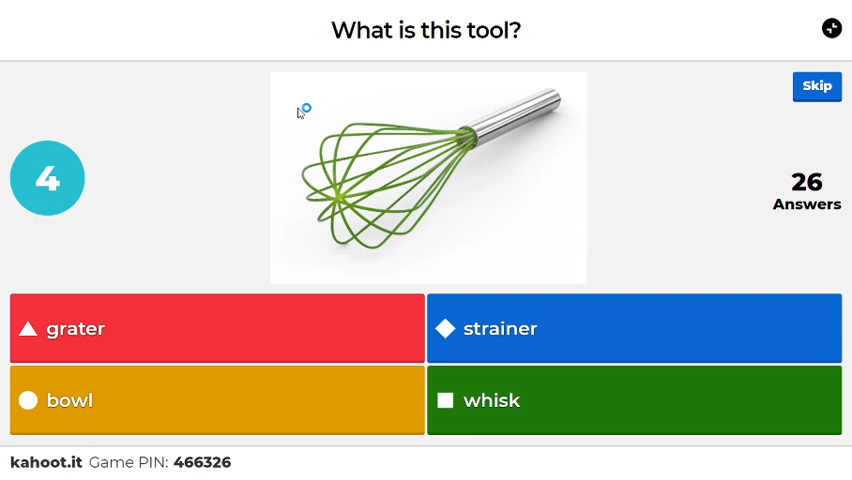 What is this tool?
Skip
4
26
Answers
grater
strainer
bowl
whisk
kahoot.it Game PIN: 466326